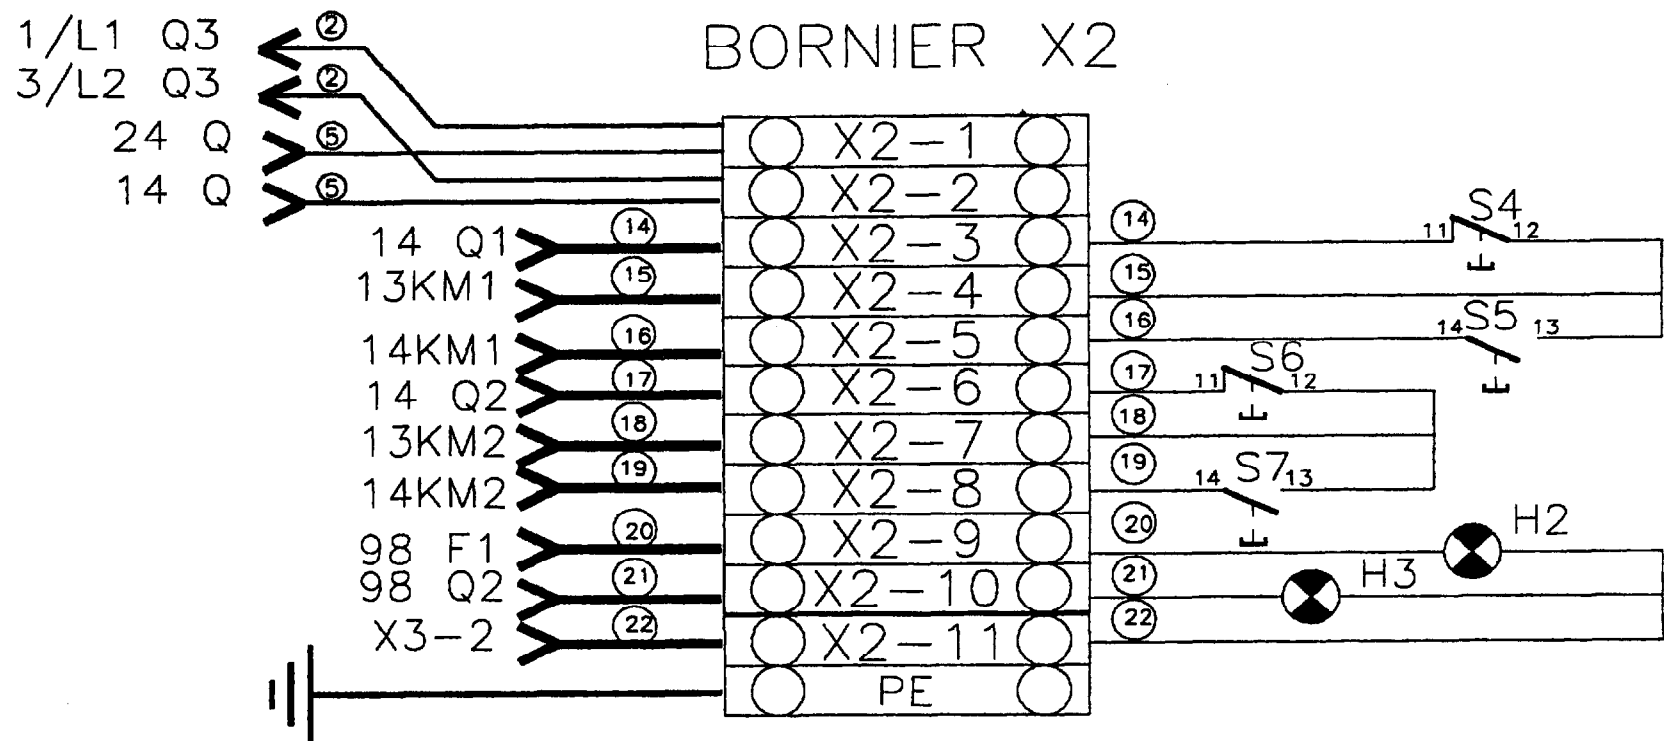 BORNIER X2
1/L1 Q3 2
3/L2 Q3 2
24 Q 5
14 Q 5
X2-1
X2-2
14 Q1 14 X2-3 14 11 S4 12
13KM1 15 X2-4 15
14KM1 16 X2-5 16 14 S5 13
14 Q2 17 X2-6 17 11 S6 12
13KM2 18 X2-7 18
14KM2 19 X2-8 19 14 S7 13
98 F1 20 X2-9 20 H2
98 Q2 21 X2-10 21 H3
X3-2 22 X2-11 22
PE